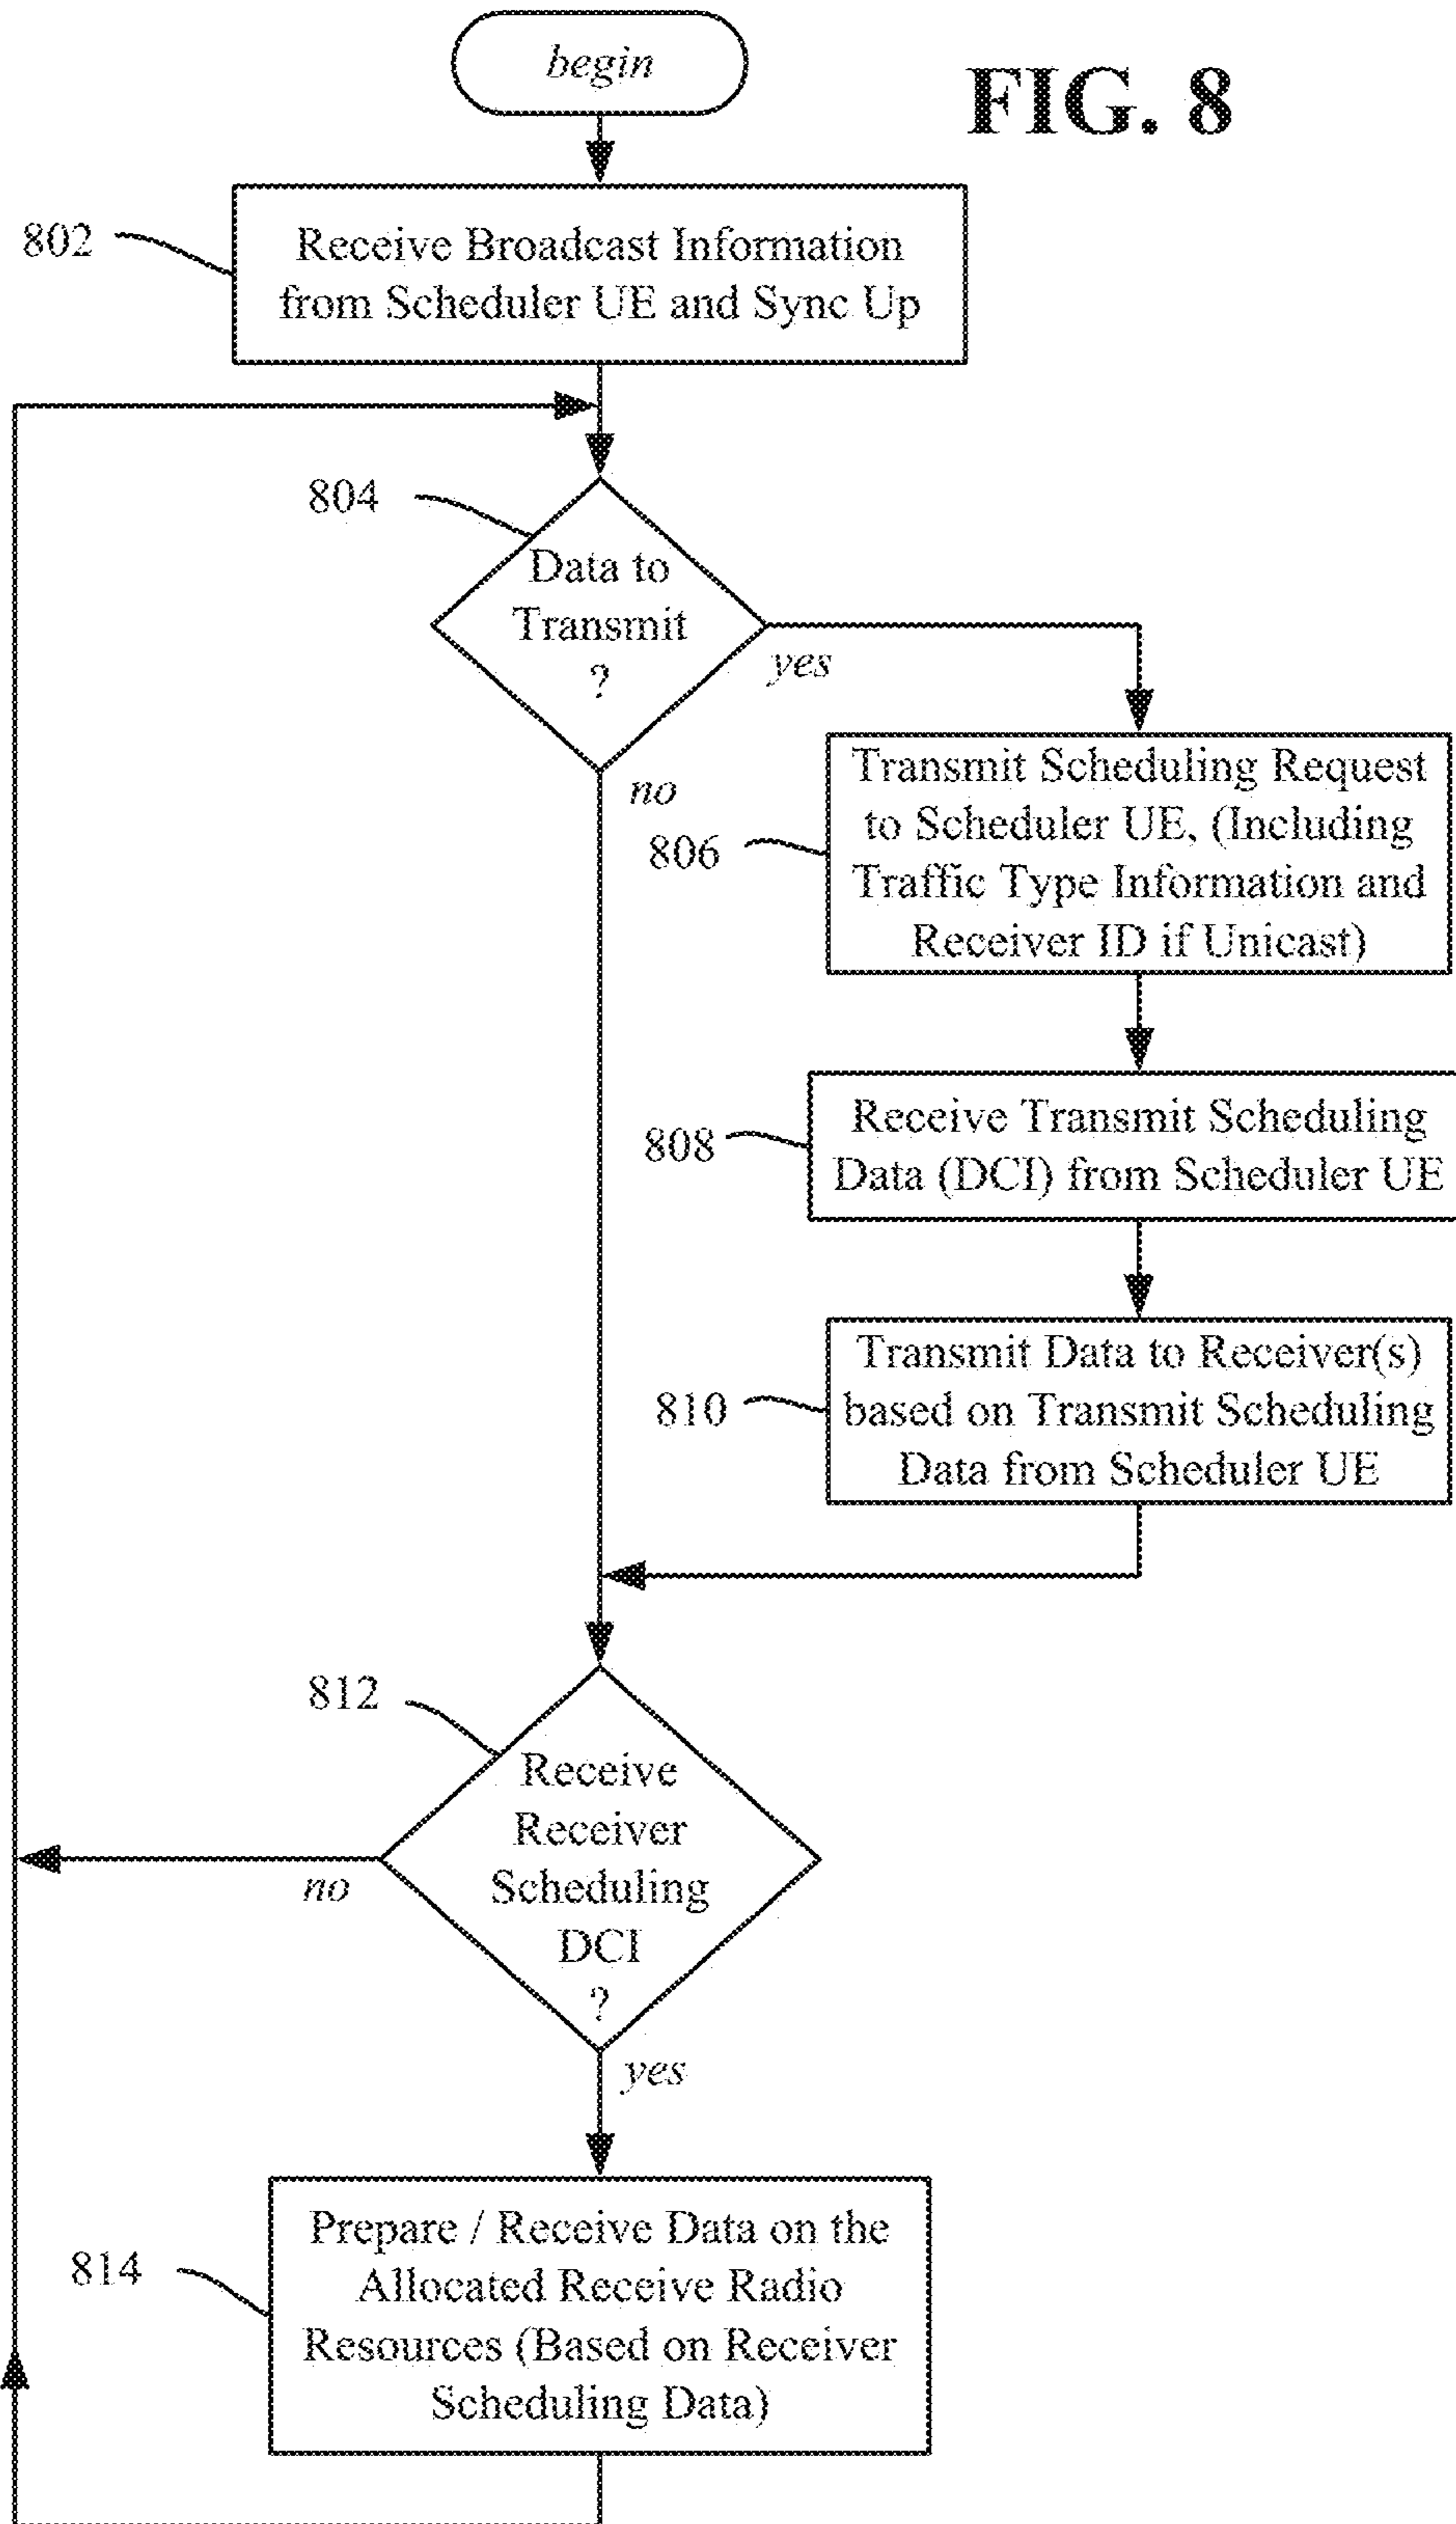 begin
FIG. 8
802
Receive Broadcast Information
from Scheduler UE and Sync Up
804
Data to
Transmit
?
yes
no
806
Transmit Scheduling Request
to Scheduler UE, (Including
Traffic Type Information and
Receiver ID if Unicast)
808
Receive Transmit Scheduling
Data (DCI) from Scheduler UE
810
Transmit Data to Receiver(s)
based on Transmit Scheduling
Data from Scheduler UE
812
Receive
Receiver
Scheduling
DCI
?
no
yes
814
Prepare / Receive Data on the
Allocated Receive Radio
Resources (Based on Receiver
Scheduling Data)